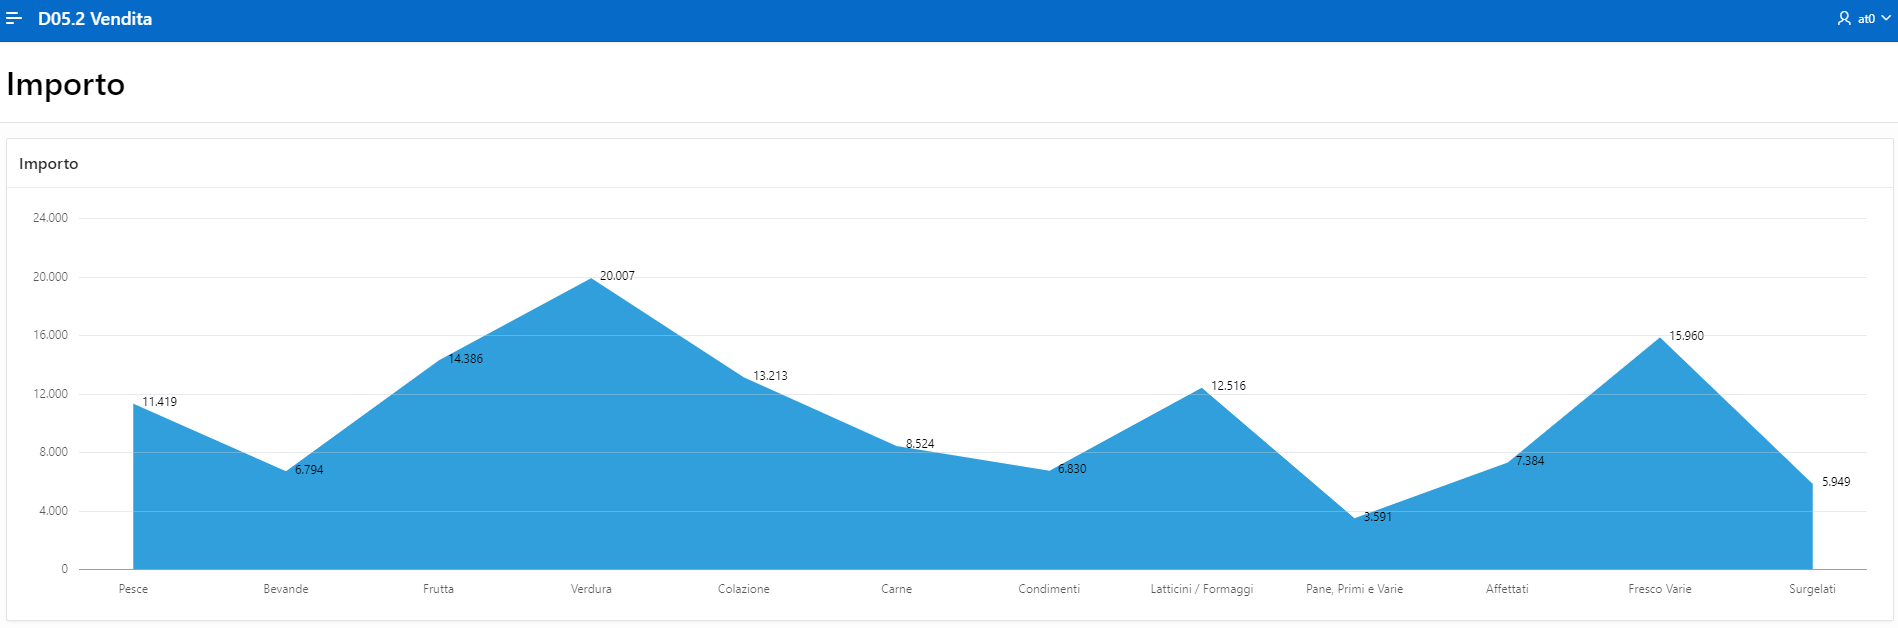 D05.2 Vendita
at0
Importo
Importo
24.000
20.000
16.000
12.000
8.000
4.000
0
11.419
6.794
14.386
20.007
13.213
8.524
6.830
12.516
3.591
7.384
15.960
5.949
Pesce
Bevande
Frutta
Verdura
Colazione
Carne
Condimenti
Latticini / Formaggi
Pane, Primi e Varie
Affettati
Fresco Varie
Surgelati